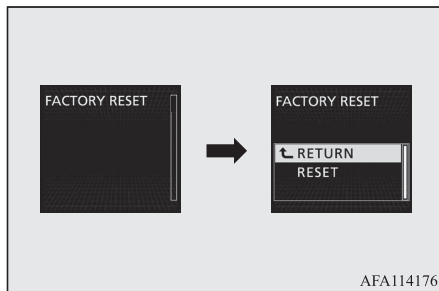 FACTORY RESET
FACTORY RESET
RETURN
RESET
AFA114176